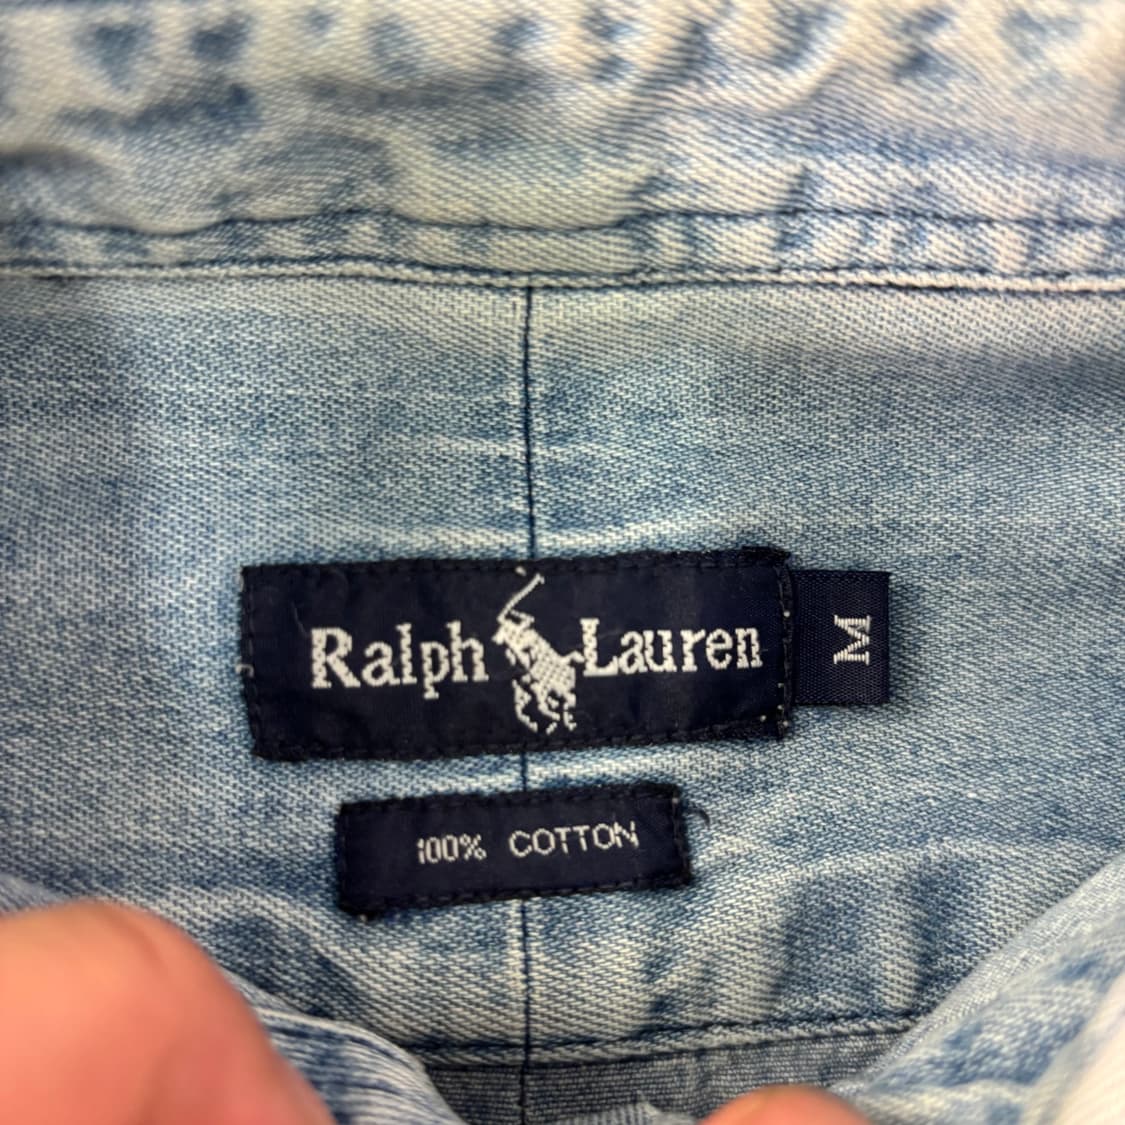 Ralph Lauren
M
100% COTTON